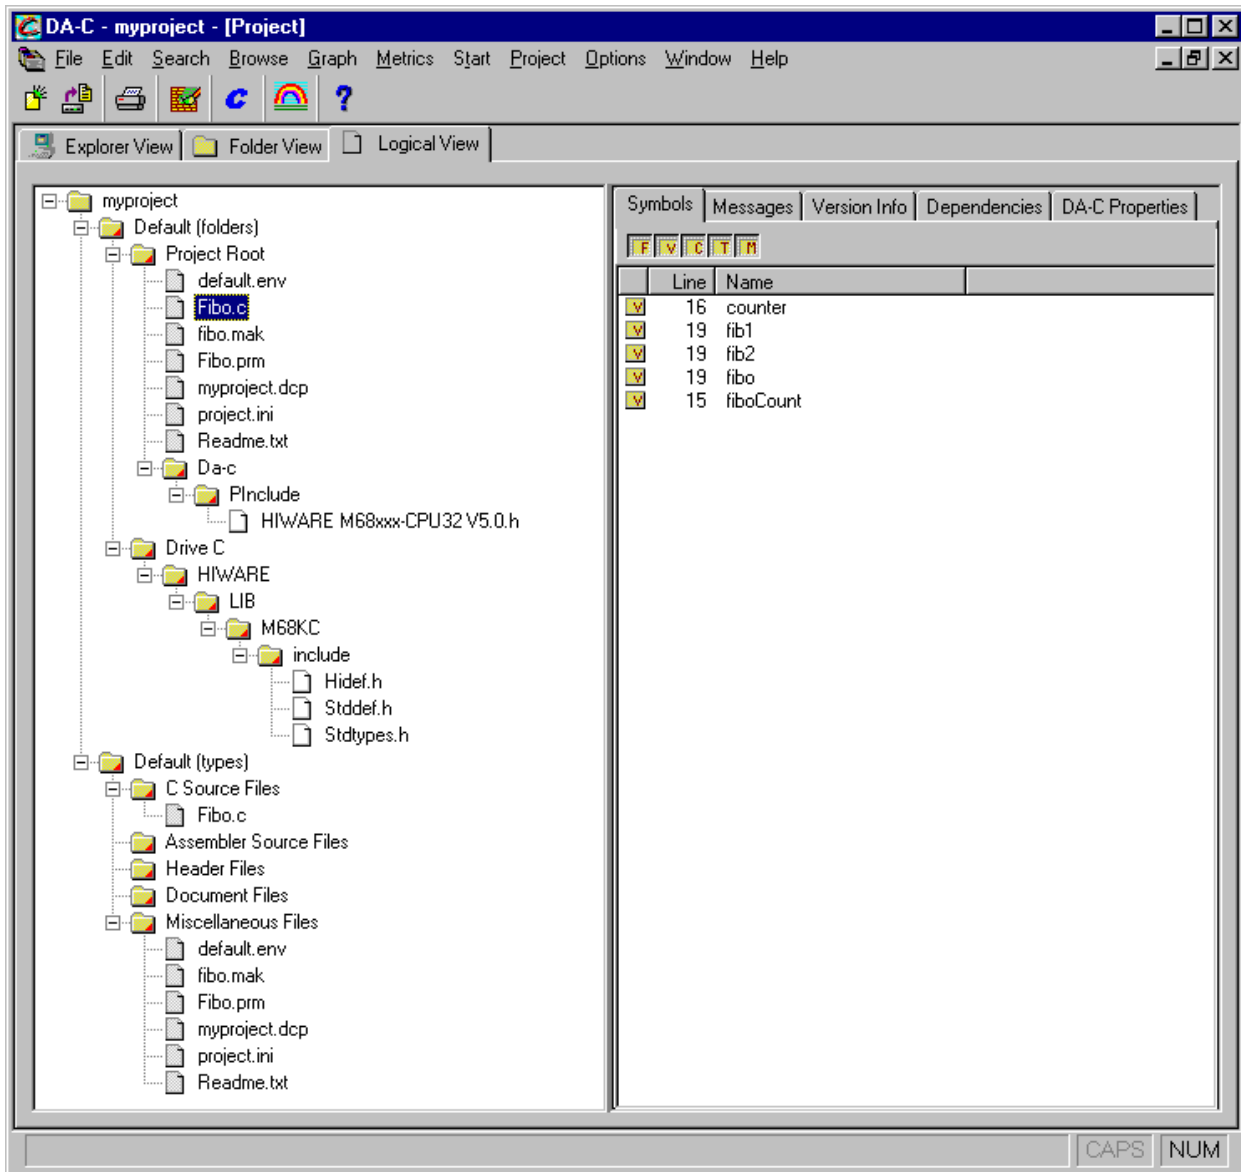 DA-C - myproject - [Project]
File Edit Search Browse Graph Metrics Start Project Options Window Help
Explorer View Folder View Logical View
myproject
Default (folders)
Project Root
default.env
Fibo.c
fibo.mak
Fibo.prm
myproject.dcp
project.ini
Readme.txt
Da-c
PInclude
HIWARE M68xxx-CPU32 V5.0.h
Drive C
HIWARE
LIB
M68KC
include
Hidef.h
Stddef.h
Stdtypes.h
Default (types)
C Source Files
Fibo.c
Assembler Source Files
Header Files
Document Files
Miscellaneous Files
default.env
fibo.mak
Fibo.prm
myproject.dcp
project.ini
Readme.txt
Symbols Messages Version Info Dependencies DA-C Properties
F V C T M
Line Name
V 16 counter
V 19 fib1
V 19 fib2
V 19 fibo
V 15 fiboCount
CAPS NUM